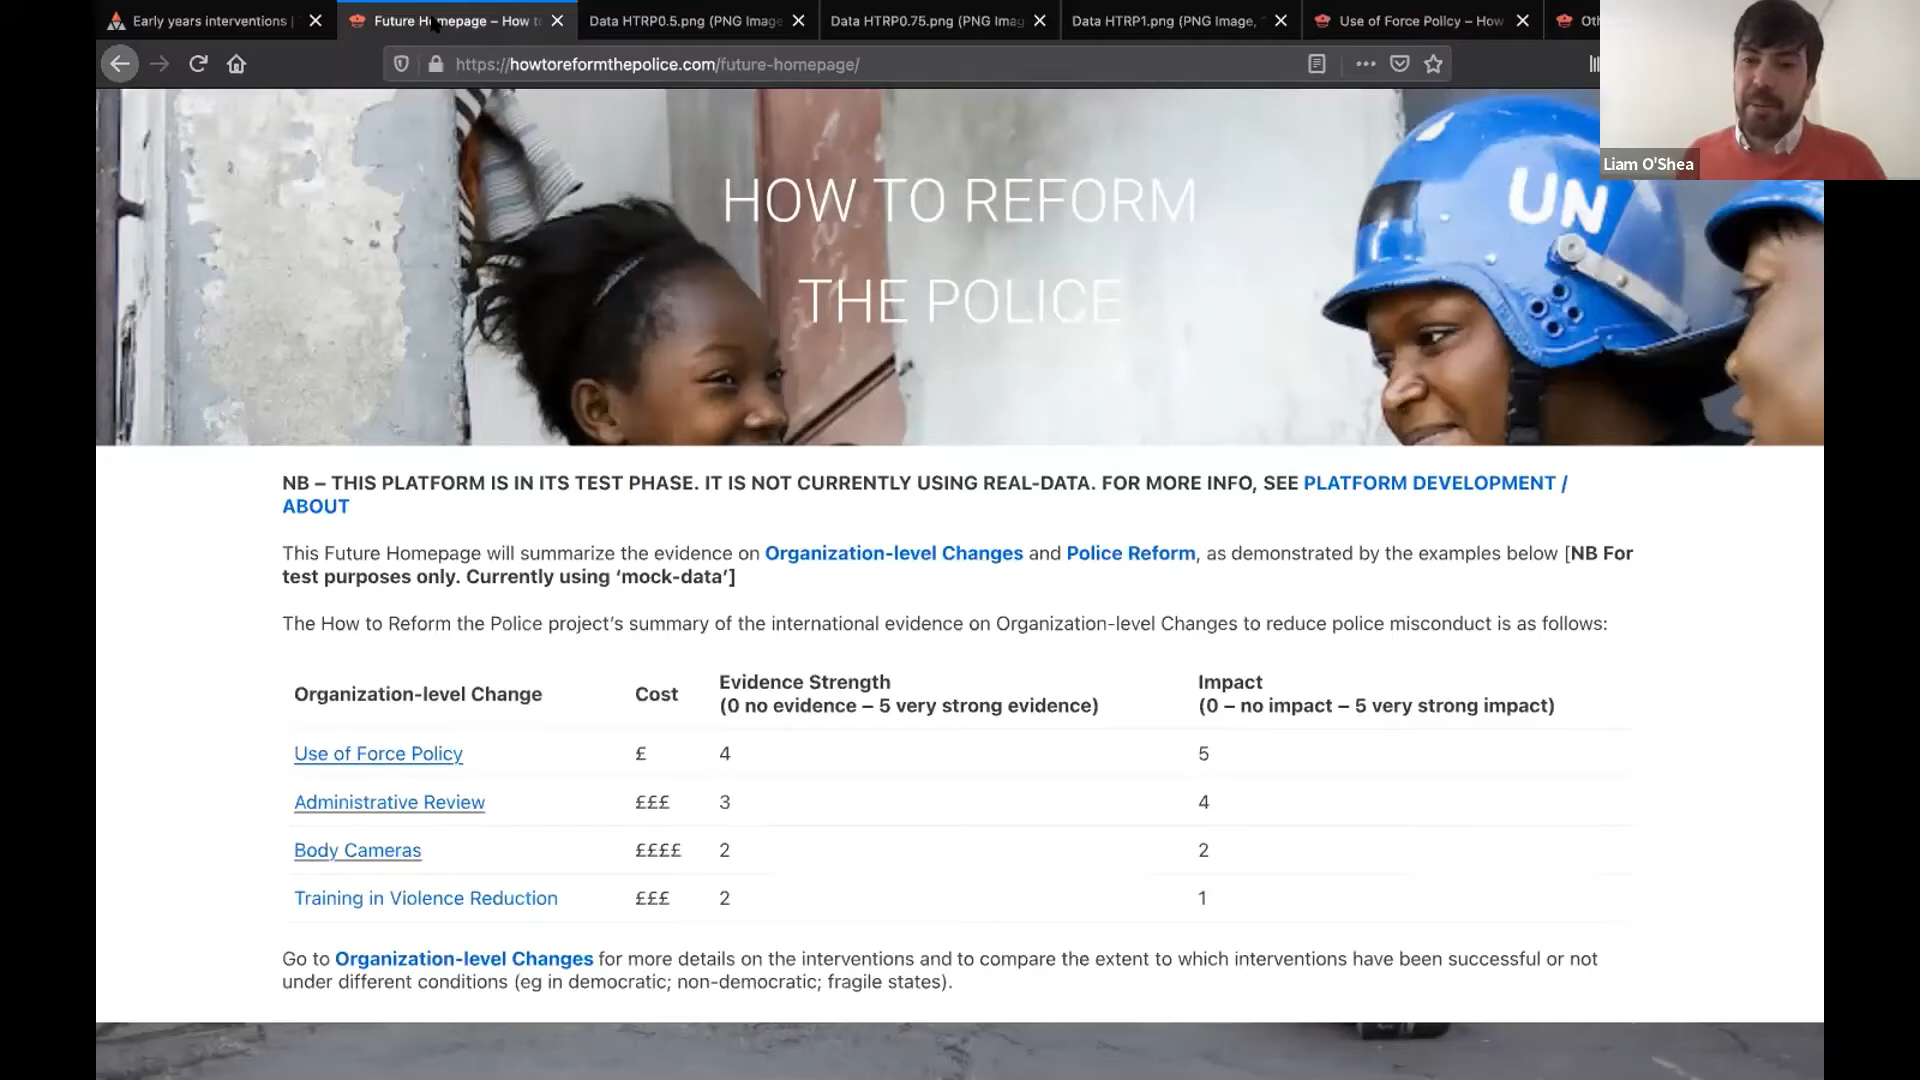 Early years interventions |
Future Homepage – How to
Data HTRP0.5.png (PNG Image
Data HTRP0.75.png (PNG Imag
Data HTRP1.png (PNG Image,
Use of Force Policy – How
Ot
https://howtoreformthepolice.com/future-homepage/
Liam O'Shea
UN
HOW TO REFORM
THE POLICE
NB – THIS PLATFORM IS IN ITS TEST PHASE. IT IS NOT CURRENTLY USING REAL-DATA. FOR MORE INFO, SEE PLATFORM DEVELOPMENT /
ABOUT
This Future Homepage will summarize the evidence on Organization-level Changes and Police Reform, as demonstrated by the examples below [NB For
test purposes only. Currently using ‘mock-data’]
The How to Reform the Police project’s summary of the international evidence on Organization-level Changes to reduce police misconduct is as follows:
Organization-level Change Cost Evidence Strength Impact
(0 no evidence – 5 very strong evidence) (0 – no impact – 5 very strong impact)
Use of Force Policy £ 4 5
Administrative Review £££ 3 4
Body Cameras ££££ 2 2
Training in Violence Reduction £££ 2 1
Go to Organization-level Changes for more details on the interventions and to compare the extent to which interventions have been successful or not
under different conditions (eg in democratic; non-democratic; fragile states).